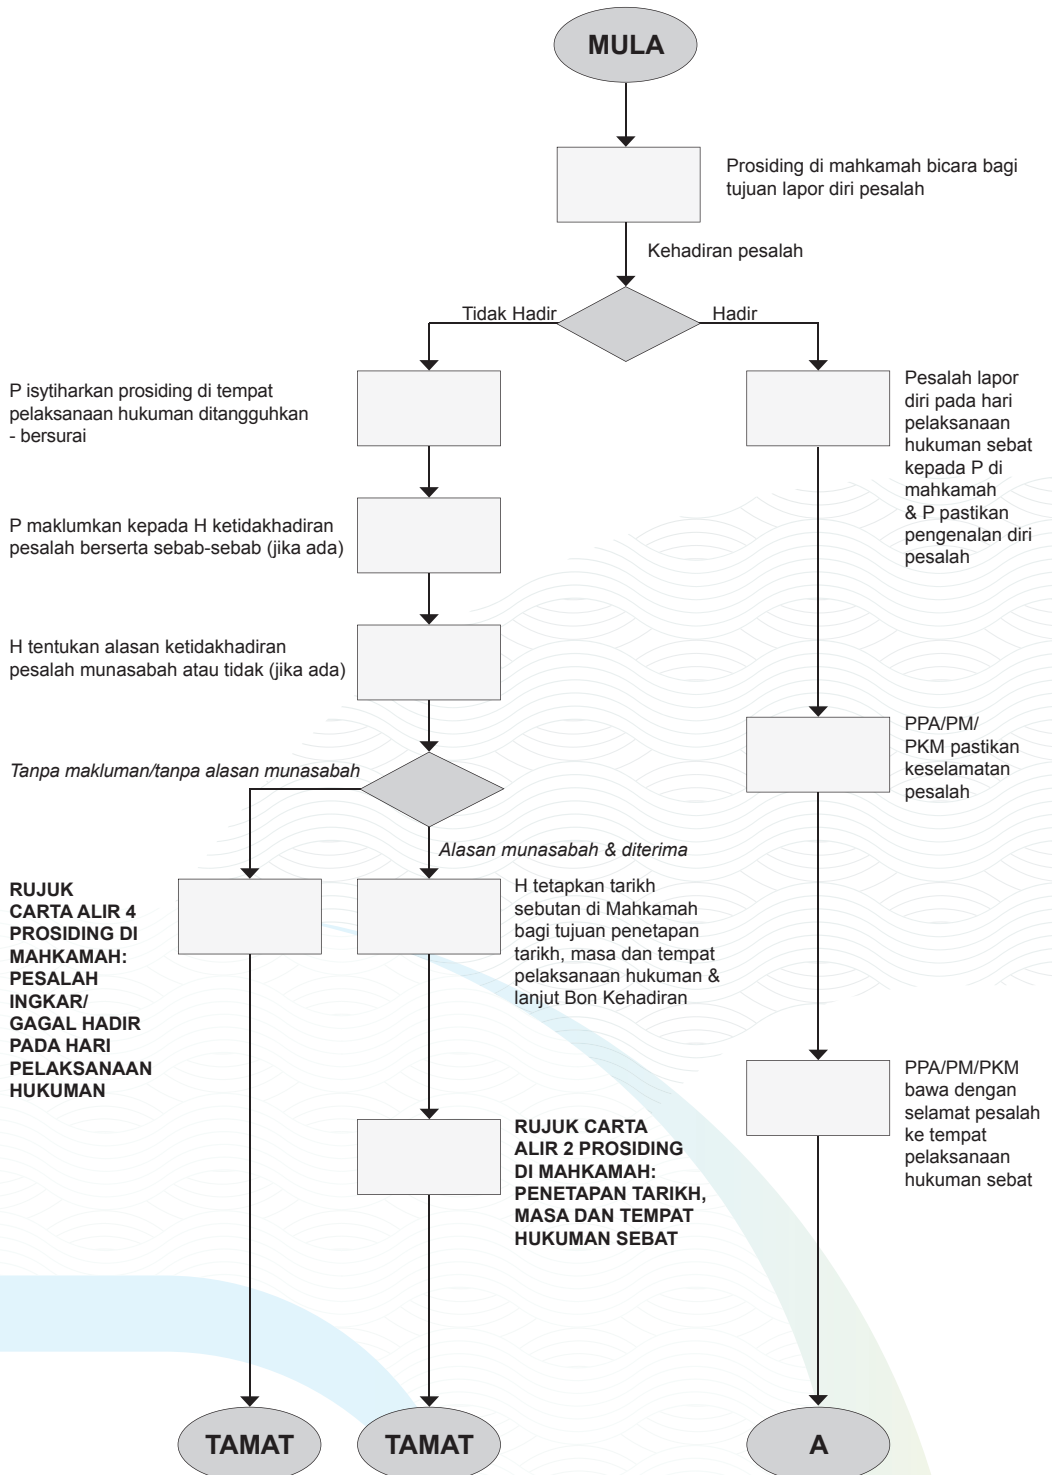 MULA
Prosiding di mahkamah bicara bagi
tujuan lapor diri pesalah
Kehadiran pesalah
Tidak Hadir
Hadir
P isytiharkan prosiding di tempat
pelaksanaan hukuman ditangguhkan
- bersurai
Pesalah lapor
diri pada hari
pelaksanaan
hukuman sebat
kepada P di
mahkamah
& P pastikan
pengenalan diri
pesalah
P maklumkan kepada H ketidakhadiran
pesalah berserta sebab-sebab (jika ada)
H tentukan alasan ketidakhadiran
pesalah munasabah atau tidak (jika ada)
PPA/PM/
PKM pastikan
keselamatan
pesalah
Tanpa makluman/tanpa alasan munasabah
Alasan munasabah & diterima
RUJUK
CARTA ALIR 4
PROSIDING DI
MAHKAMAH:
PESALAH
INGKAR/
GAGAL HADIR
PADA HARI
PELAKSANAAN
HUKUMAN
H tetapkan tarikh
sebutan di Mahkamah
bagi tujuan penetapan
tarikh, masa dan tempat
pelaksanaan hukuman &
lanjut Bon Kehadiran
PPA/PM/PKM
bawa dengan
selamat pesalah
ke tempat
pelaksanaan
hukuman sebat
RUJUK CARTA
ALIR 2 PROSIDING
DI MAHKAMAH:
PENETAPAN TARIKH,
MASA DAN TEMPAT
HUKUMAN SEBAT
TAMAT
TAMAT
A